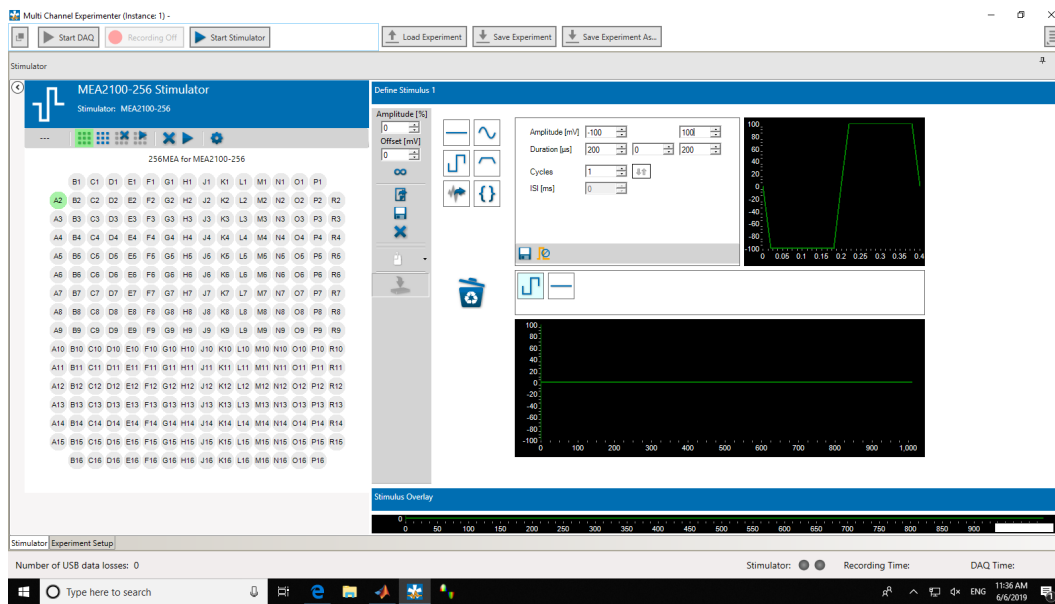 Multi Channel Experimenter (Instance: 1) -
Start DAQ Recording Off Start Stimulator Load Experiment Save Experiment Save Experiment As...
Stimulator
MEA2100-256 Stimulator
Stimulator: MEA2100-256
---
256MEA for MEA2100-256
B1 C1 D1 E1 F1 G1 H1 J1 K1 L1 M1 N1 O1 P1
A2 B2 C2 D2 E2 F2 G2 H2 J2 K2 L2 M2 N2 O2 P2 R2
A3 B3 C3 D3 E3 F3 G3 H3 J3 K3 L3 M3 N3 O3 P3 R3
A4 B4 C4 D4 E4 F4 G4 H4 J4 K4 L4 M4 N4 O4 P4 R4
A5 B5 C5 D5 E5 F5 G5 H5 J5 K5 L5 M5 N5 O5 P5 R5
A6 B6 C6 D6 E6 F6 G6 H6 J6 K6 L6 M6 N6 O6 P6 R6
A7 B7 C7 D7 E7 F7 G7 H7 J7 K7 L7 M7 N7 O7 P7 R7
A8 B8 C8 D8 E8 F8 G8 H8 J8 K8 L8 M8 N8 O8 P8 R8
A9 B9 C9 D9 E9 F9 G9 H9 J9 K9 L9 M9 N9 O9 P9 R9
A10 B10 C10 D10 E10 F10 G10 H10 J10 K10 L10 M10 N10 O10 P10 R10
A11 B11 C11 D11 E11 F11 G11 H11 J11 K11 L11 M11 N11 O11 P11 R11
A12 B12 C12 D12 E12 F12 G12 H12 J12 K12 L12 M12 N12 O12 P12 R12
A13 B13 C13 D13 E13 F13 G13 H13 J13 K13 L13 M13 N13 O13 P13 R13
A14 B14 C14 D14 E14 F14 G14 H14 J14 K14 L14 M14 N14 O14 P14 R14
A15 B15 C15 D15 E15 F15 G15 H15 J15 K15 L15 M15 N15 O15 P15 R15
B16 C16 D16 E16 F16 G16 H16 J16 K16 L16 M16 N16 O16 P16
Define Stimulus 1
Amplitude [%]
0
Offset [mV]
0
Amplitude [mV] -100 100
Duration [µs] 200 0 200
Cycles 1
ISI [ms] 0
100
80
60
40
20
0
-20
-40
-60
-80
-100
0 0.05 0.1 0.15 0.2 0.25 0.3 0.35 0.4
100
80
60
40
20
0
-20
-40
-60
-80
-100
0 100 200 300 400 500 600 700 800 900 1,000
Stimulus Overlay
0
0 50 100 150 200 250 300 350 400 450 500 550 600 650 700 750 800 850 900
Stimulator Experiment Setup
Number of USB data losses: 0 Stimulator: Recording Time: DAQ Time:
Type here to search ENG 11:36 AM
6/6/2019